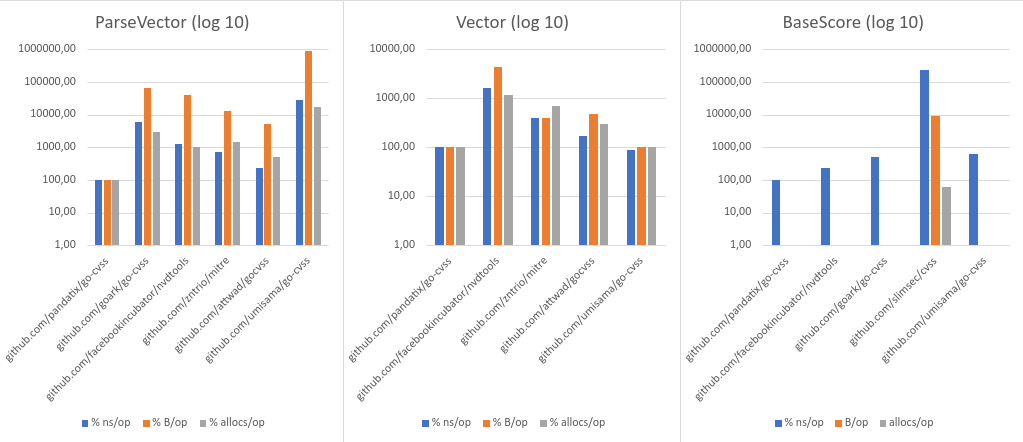 ParseVector (log 10)
1000000,00
100000,00
10000,00
1000,00
100,00
10,00
1,00
github.com/pandatix/go-cvss
github.com/goark/go-cvss
github.com/facebookincubator/nvdtools
github.com/zntrio/mitre
github.com/attwad/gocvss
github.com/umisama/go-cvss
% ns/op
% B/op
% allocs/op
Vector (log 10)
10000,00
1000,00
100,00
10,00
1,00
github.com/pandatix/go-cvss
github.com/facebookincubator/nvdtools
github.com/zntrio/mitre
github.com/attwad/gocvss
github.com/umisama/go-cvss
% ns/op
% B/op
% allocs/op
BaseScore (log 10)
1000000,00
100000,00
10000,00
1000,00
100,00
10,00
1,00
github.com/pandatix/go-cvss
github.com/facebookincubator/nvdtools
github.com/goark/go-cvss
github.com/slimsec/cvss
github.com/umisama/go-cvss
% ns/op
B/op
allocs/op